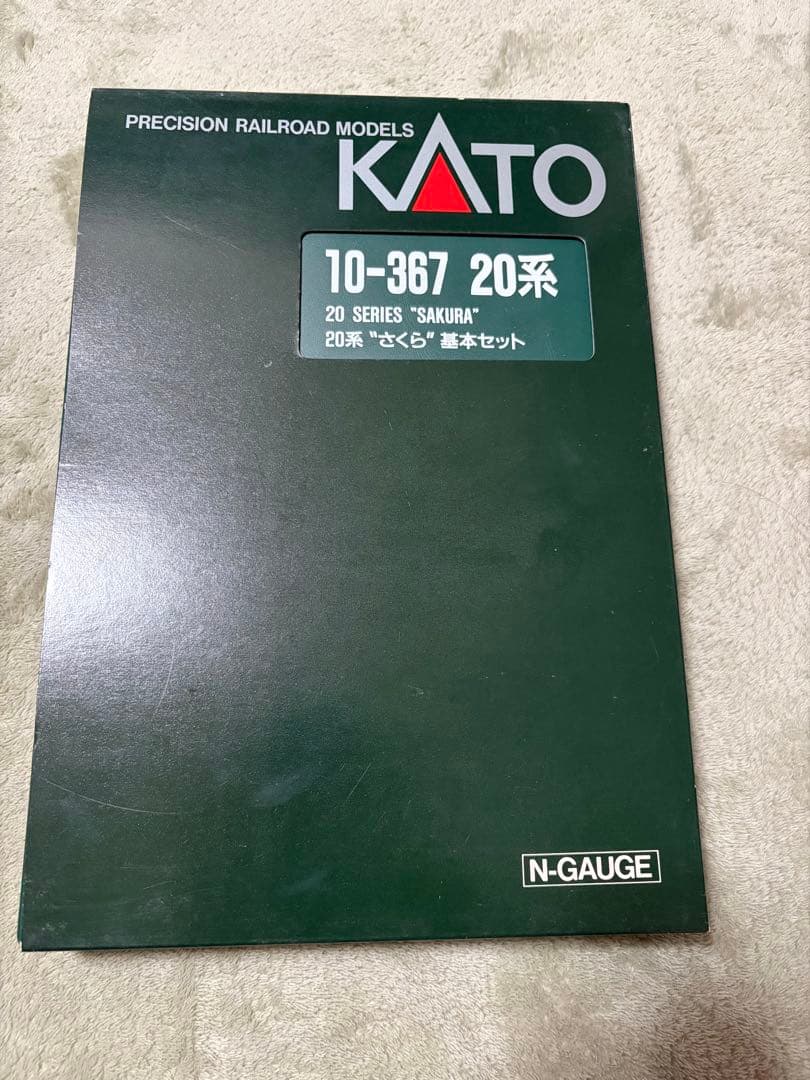 PRECISION RAILROAD MODELS
KATO
10-367 20系
20 SERIES "SAKURA"
20系 "さくら" 基本セット
N-GAUGE